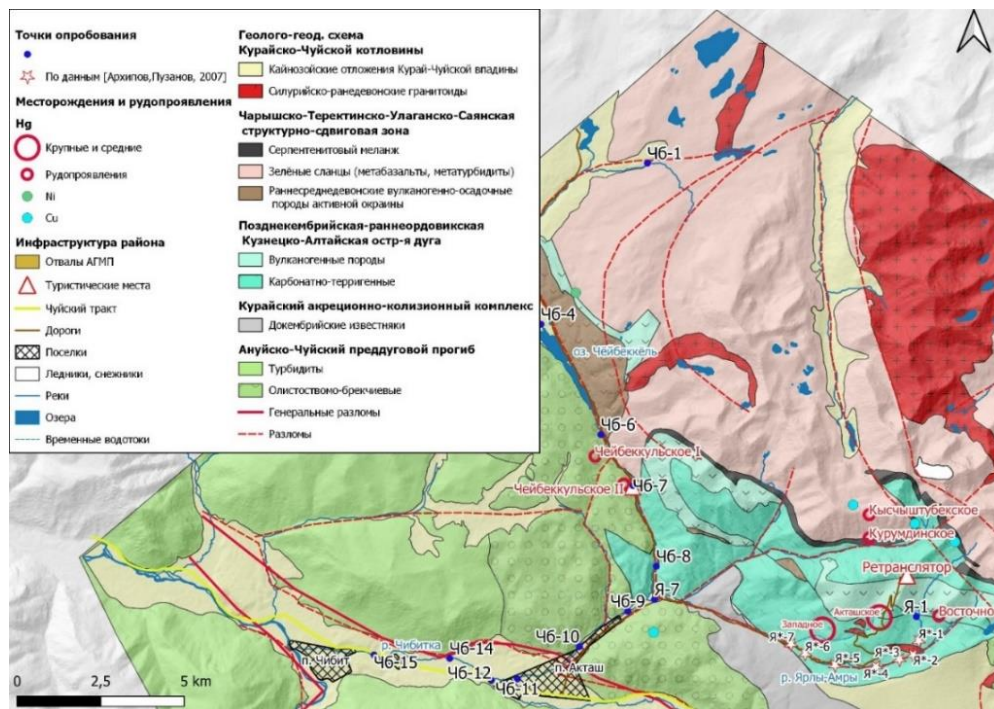 Точки опробования
По данным [Архипов,Пузанов, 2007]
Месторождения и рудопроявления
Hg
Крупные и средние
Рудопроявления
Ni
Cu
Инфраструктура района
Отвалы АГМП
Туристические места
Чуйский тракт
Дороги
Поселки
Ледники, снежники
Реки
Озера
Временные водотоки
Геолого-геод. схема
Курайско-Чуйской котловины
Кайнозойские отложения Курай-Чуйской впадины
Силурийско-ранедевонские гранитоиды
Чарышско-Теректинско-Улаганско-Саянская
структурно-сдвиговая зона
Серпентенитовый меланж
Зелёные сланцы (метабазальты, метатурбидиты)
Раннесреднедевонские вулканогенно-осадочные
породы активной окраины
Позднекембрийская-раннеордовикская
Кузнецко-Алтайская остр-я дуга
Вулканогенные породы
Карбонатно-терригенные
Курайский акреционно-колизионный комплекс
Докембрийские известняки
Ануйско-Чуйский преддуговой прогиб
Турбидиты
Олистоствомо-брекчиевые
Генеральные разломы
Разломы
Чб-1
Чб-4
оз. Чейбеккёль
Чб-6
Чейбеккульское I
Чейбеккульское II
Чб-7
Кысчыштубекское
Курумдинское
Чб-8
Ретранслятор
Я-7
Чб-9
Акташское
Я-1
Восточно
Западное
Чб-10
р. Чибитка
Чб-14
Я*-7
Я*-6
Я*-5
Я*-4
Я*-3
Я*-2
Я*-1
п. Чибит
Чб-15
Чб-12
Чб-11
п. Акташ
р. Ярлы-Амры
0 2,5 5 km